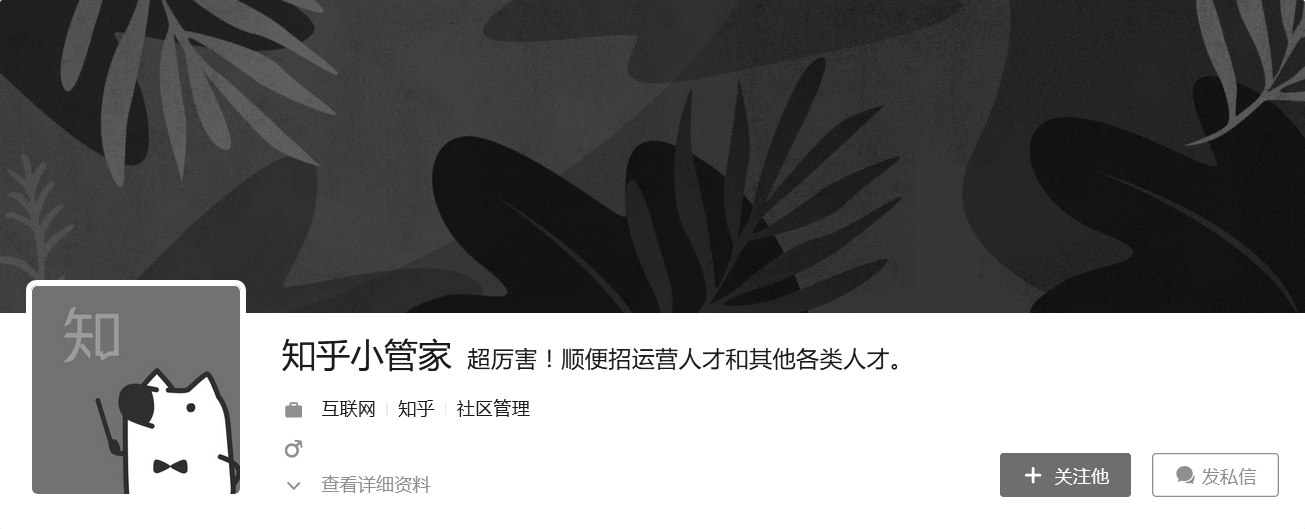 知
知乎小管家 超厉害！顺便招运营人才和其他各类人才。
互联网 知乎 社区管理
查看详细资料
关注他 发私信